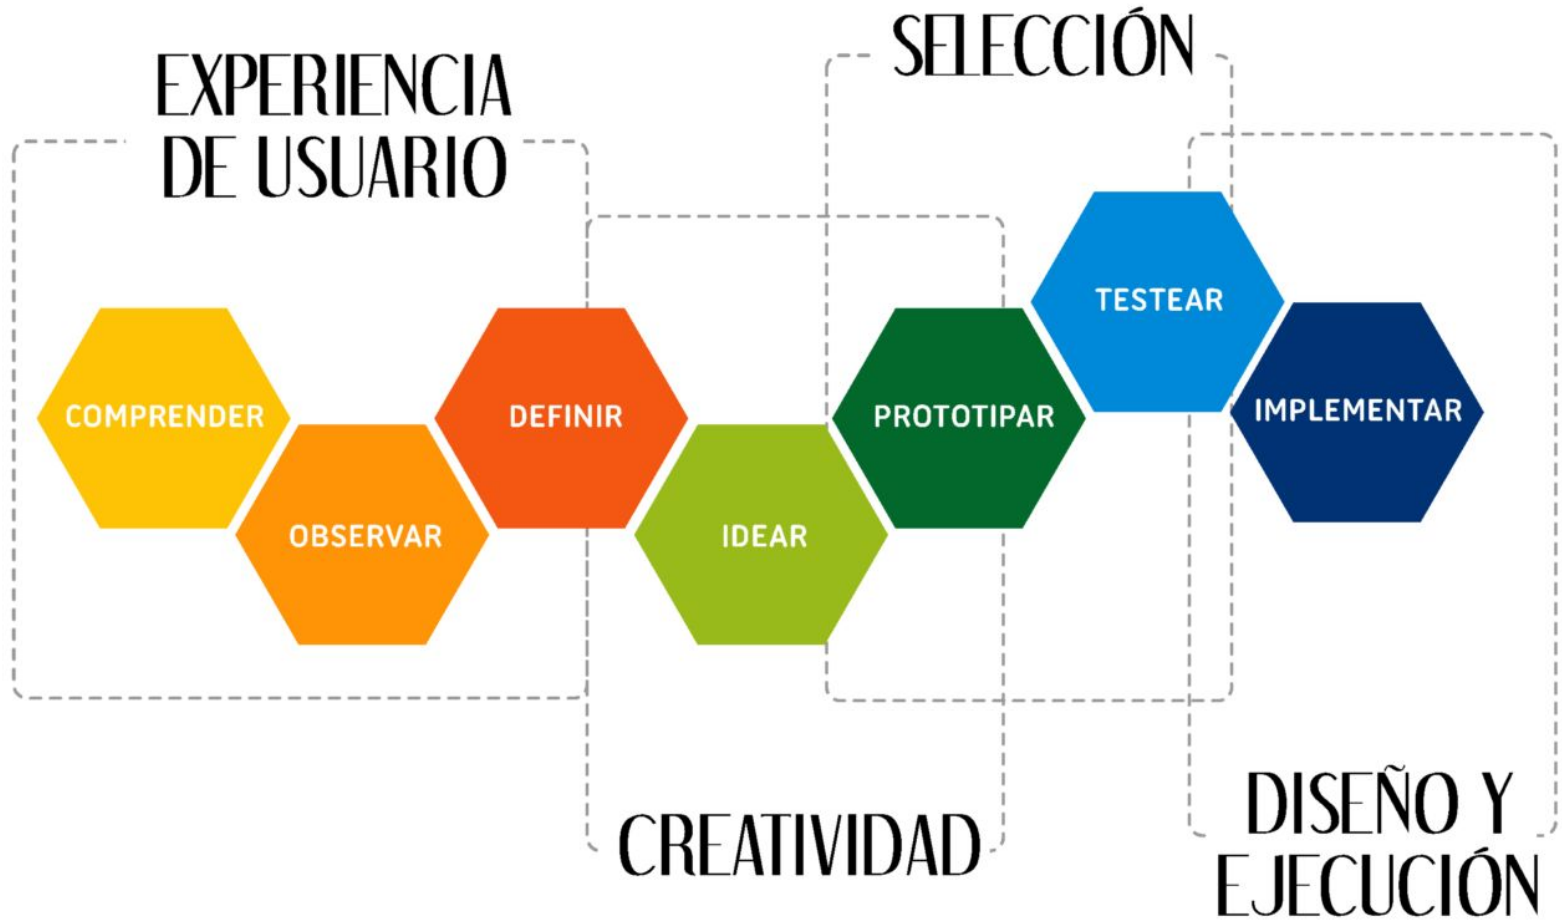 SELECCIÓN
EXPERIENCIA
DE USUARIO
TESTEAR
COMPRENDER
DEFINIR
PROTOTIPAR
IMPLEMENTAR
OBSERVAR
IDEAR
CREATIVIDAD
DISEÑO Y
EJECUCIÓN